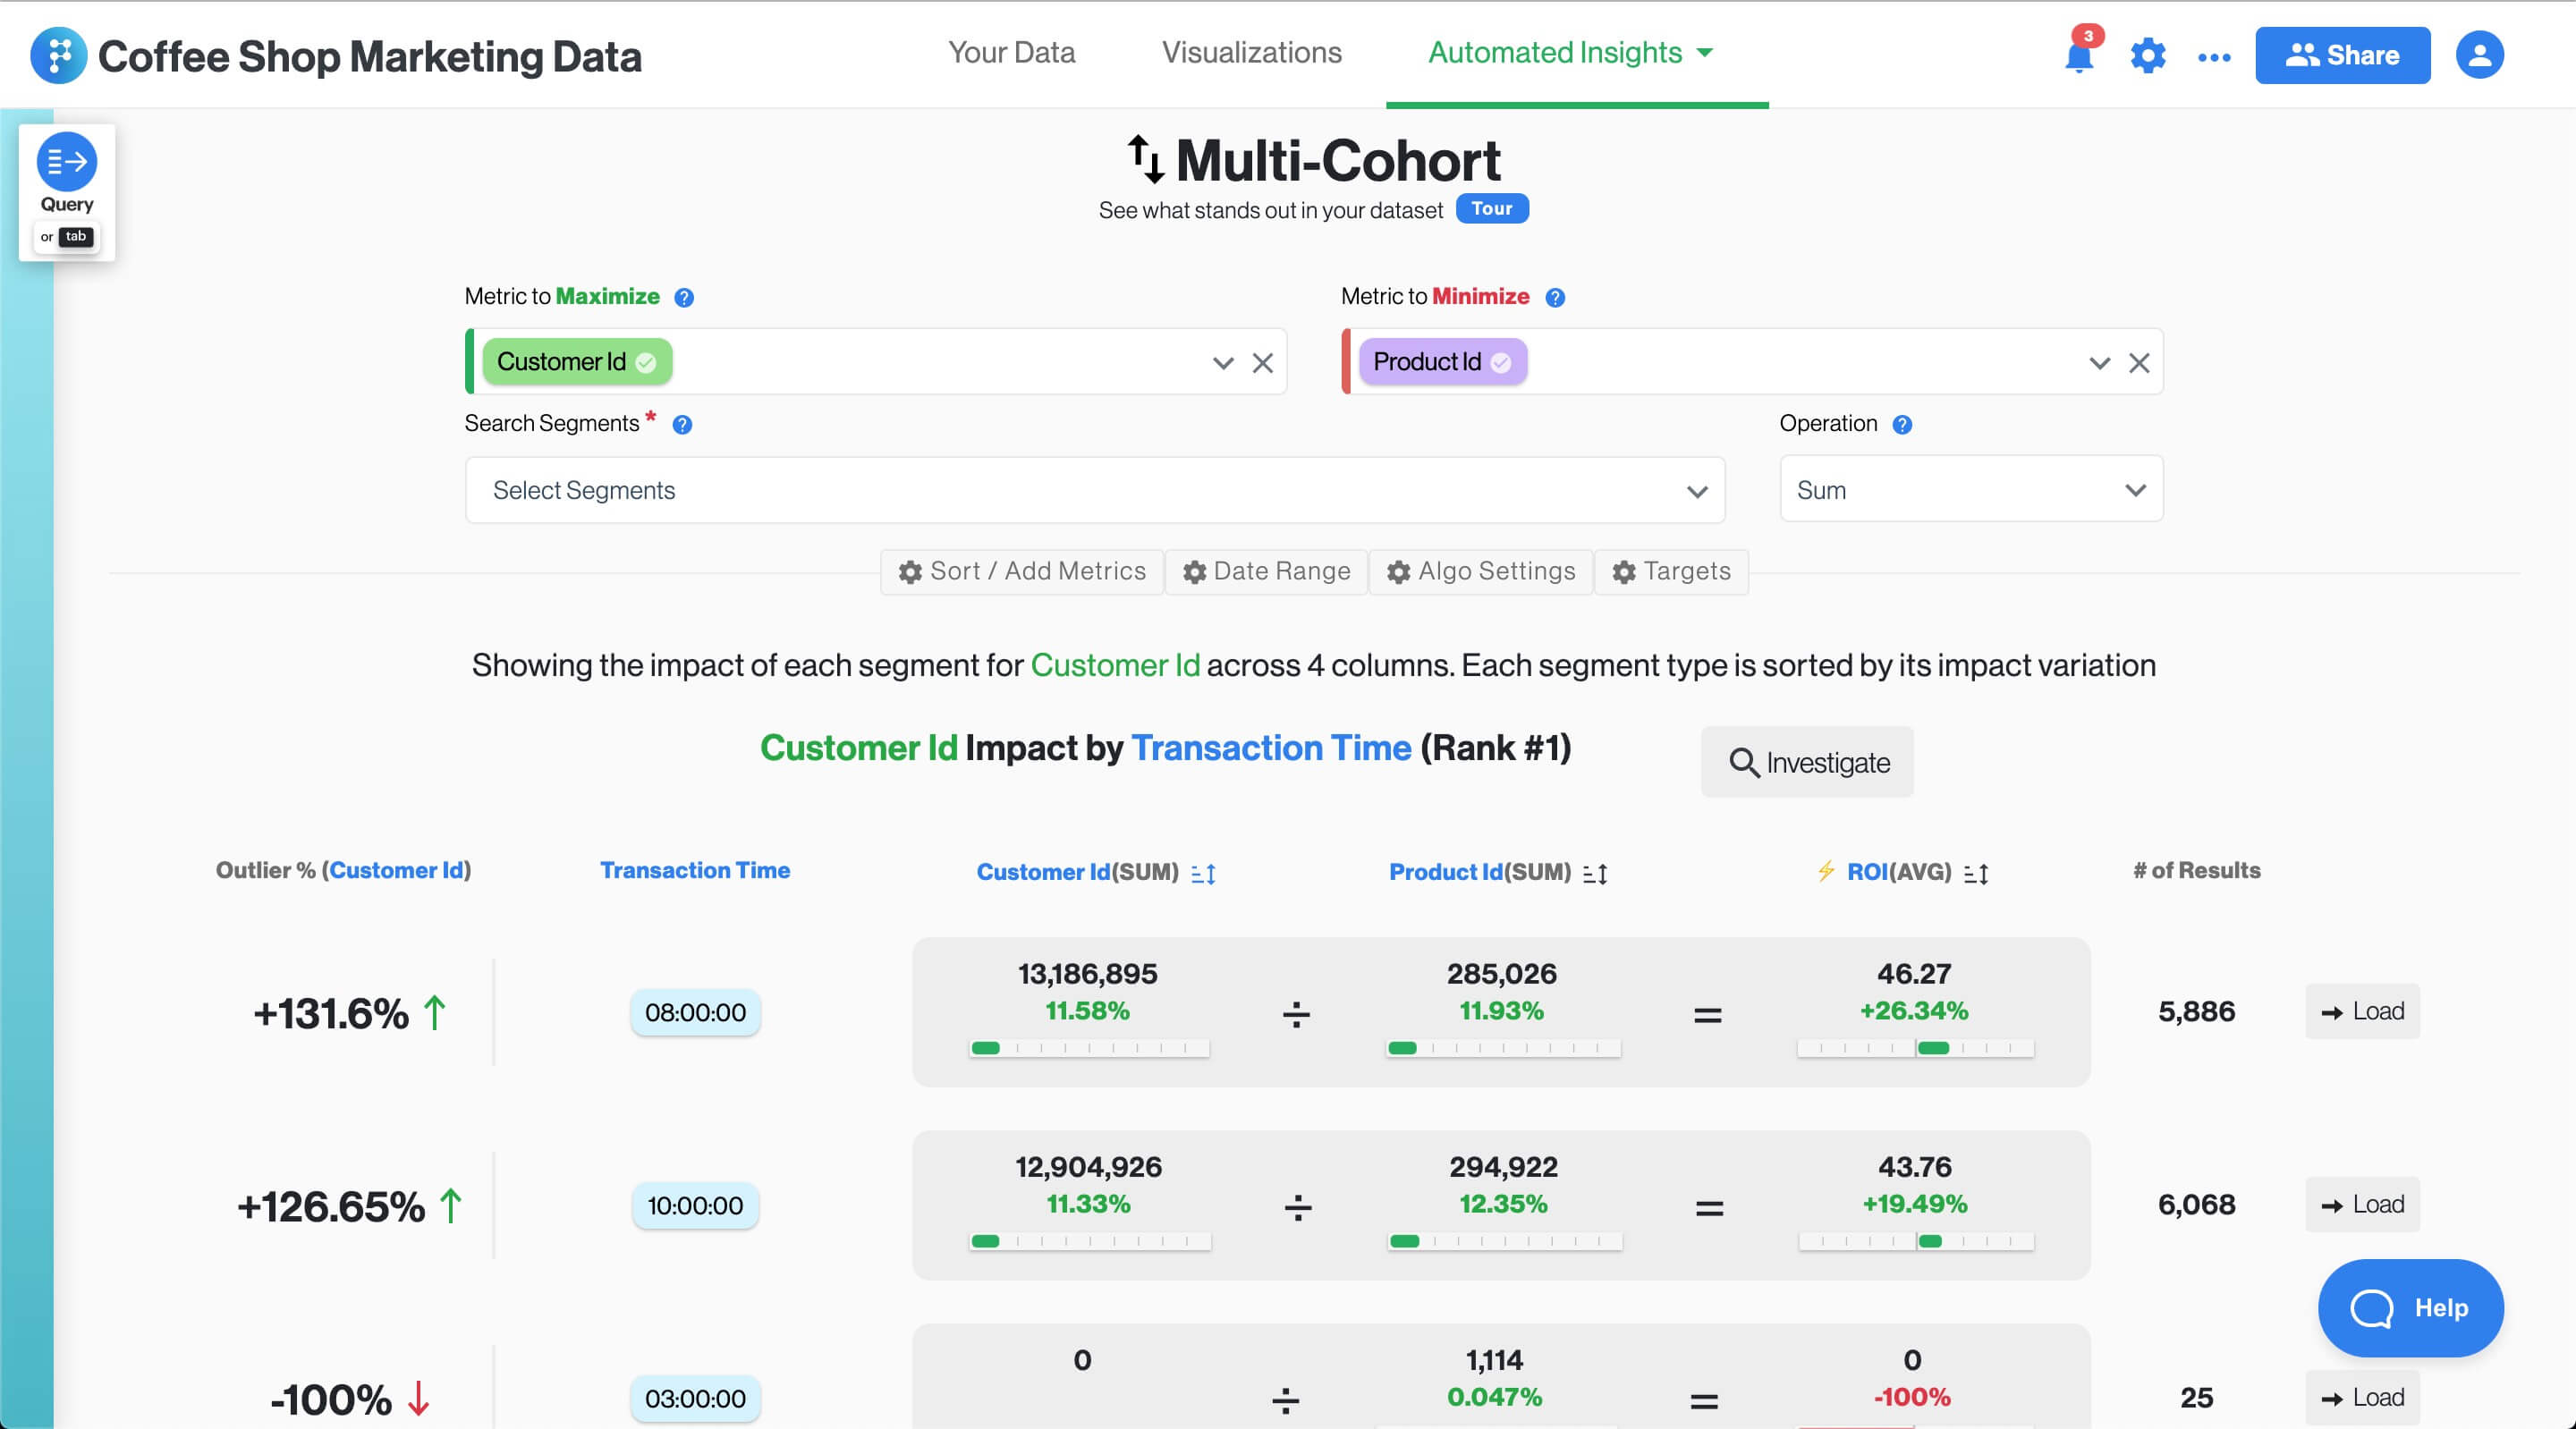 Coffee Shop Marketing Data
Your Data
Visualizations
Automated Insights
3
Share
Query
or tab
Multi-Cohort
See what stands out in your dataset Tour
Metric to Maximize ?
Metric to Minimize ?
Customer Id
Product Id
Search Segments * ?
Operation ?
Select Segments
Sum
Sort / Add Metrics
Date Range
Algo Settings
Targets
Showing the impact of each segment for Customer Id across 4 columns. Each segment type is sorted by its impact variation
Customer Id Impact by Transaction Time (Rank #1)
Investigate
Outlier % (Customer Id)
Transaction Time
Customer Id(SUM)
Product Id(SUM)
⚡ ROI(AVG)
# of Results
+131.6% ↑
08:00:00
13,186,895
11.58%
÷
285,026
11.93%
=
46.27
+26.34%
5,886
→ Load
+126.65% ↑
10:00:00
12,904,926
11.33%
÷
294,922
12.35%
=
43.76
+19.49%
6,068
→ Load
-100% ↓
03:00:00
0
÷
1,114
0.047%
=
0
-100%
25
→ Load
Help